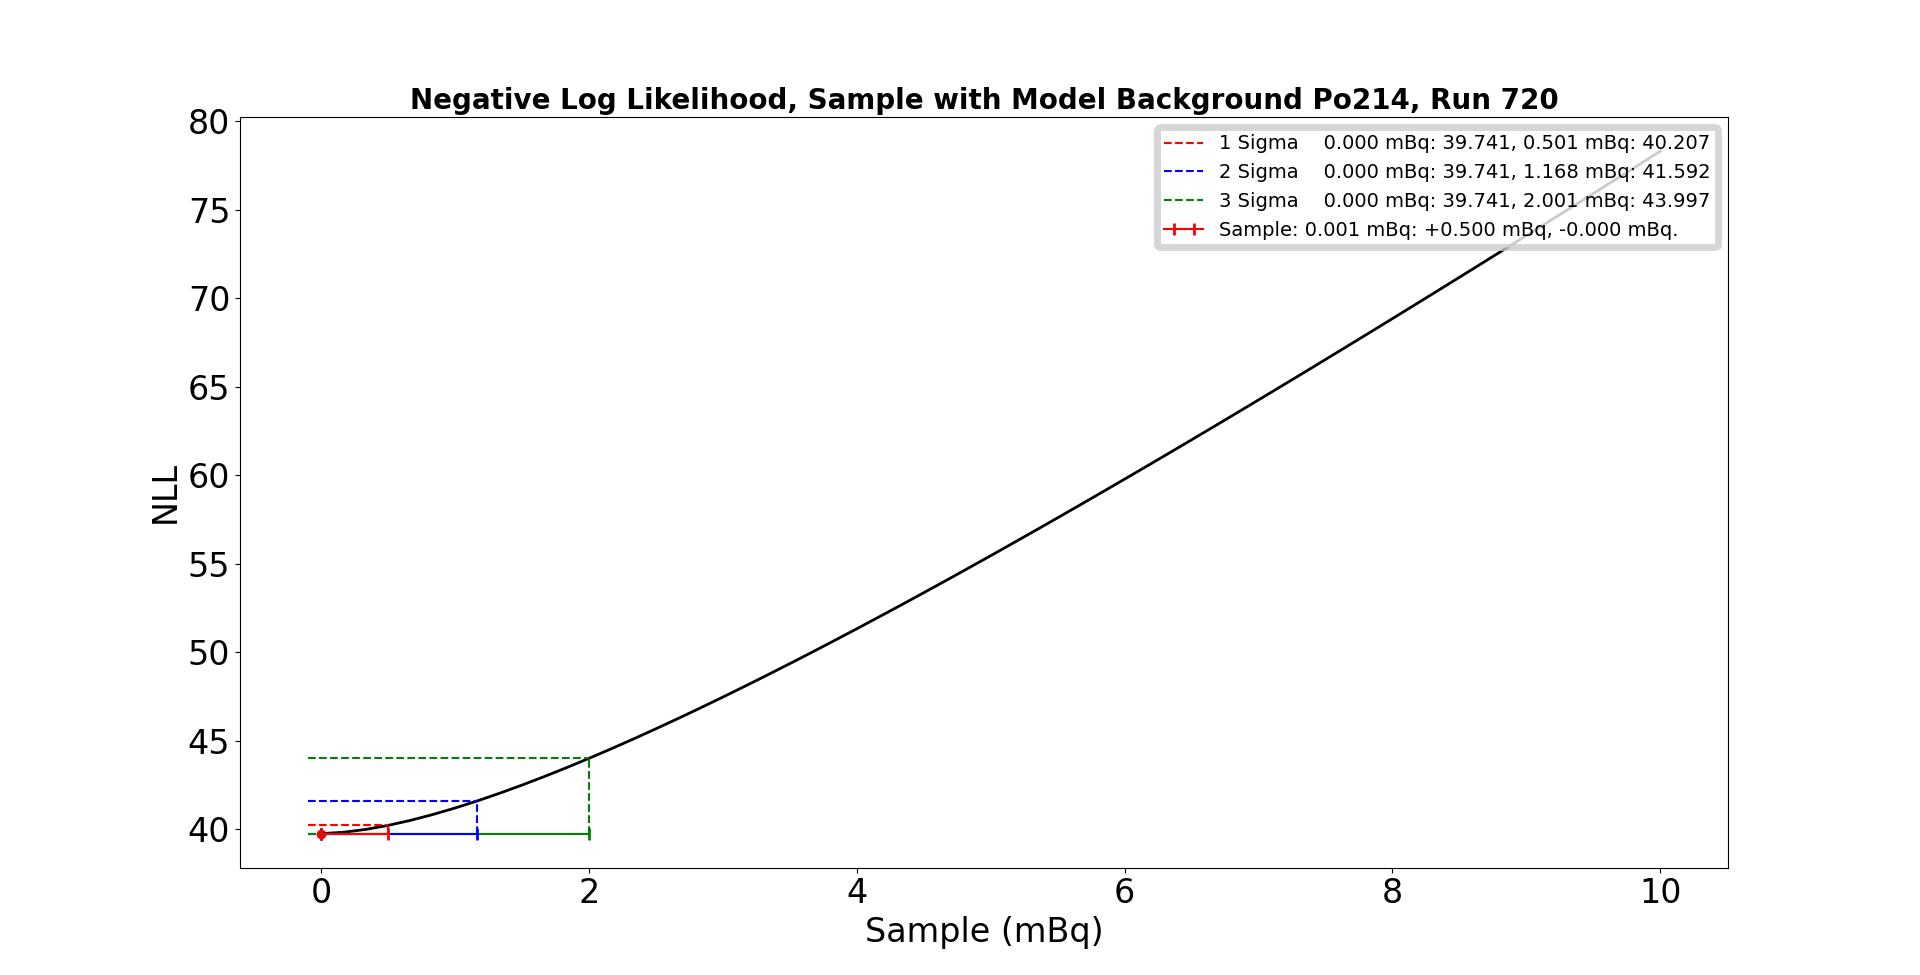 Negative Log Likelihood, Sample with Model Background Po214, Run 720
1 Sigma 0.000 mBq: 39.741, 0.501 mBq: 40.207
2 Sigma 0.000 mBq: 39.741, 1.168 mBq: 41.592
3 Sigma 0.000 mBq: 39.741, 2.001 mBq: 43.997
Sample: 0.001 mBq: +0.500 mBq, -0.000 mBq.
NLL
80
75
70
65
60
55
50
45
40
0 2 4 6 8 10
Sample (mBq)